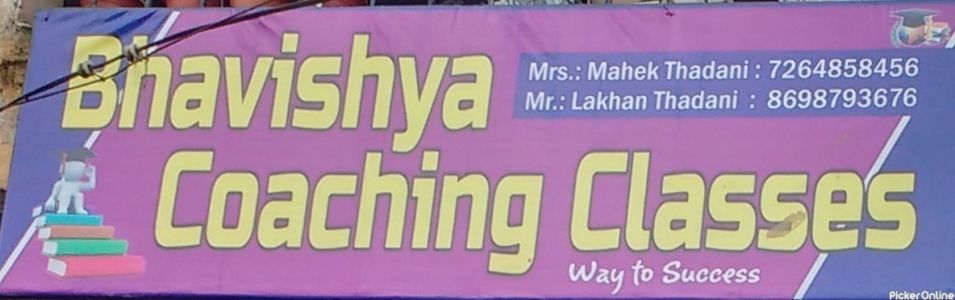 Bhavishya
Mrs.: Mahek Thadani : 7264858456
Mr.: Lakhan Thadani : 8698793676
Coaching Classes
Way to Success
PickerOnline